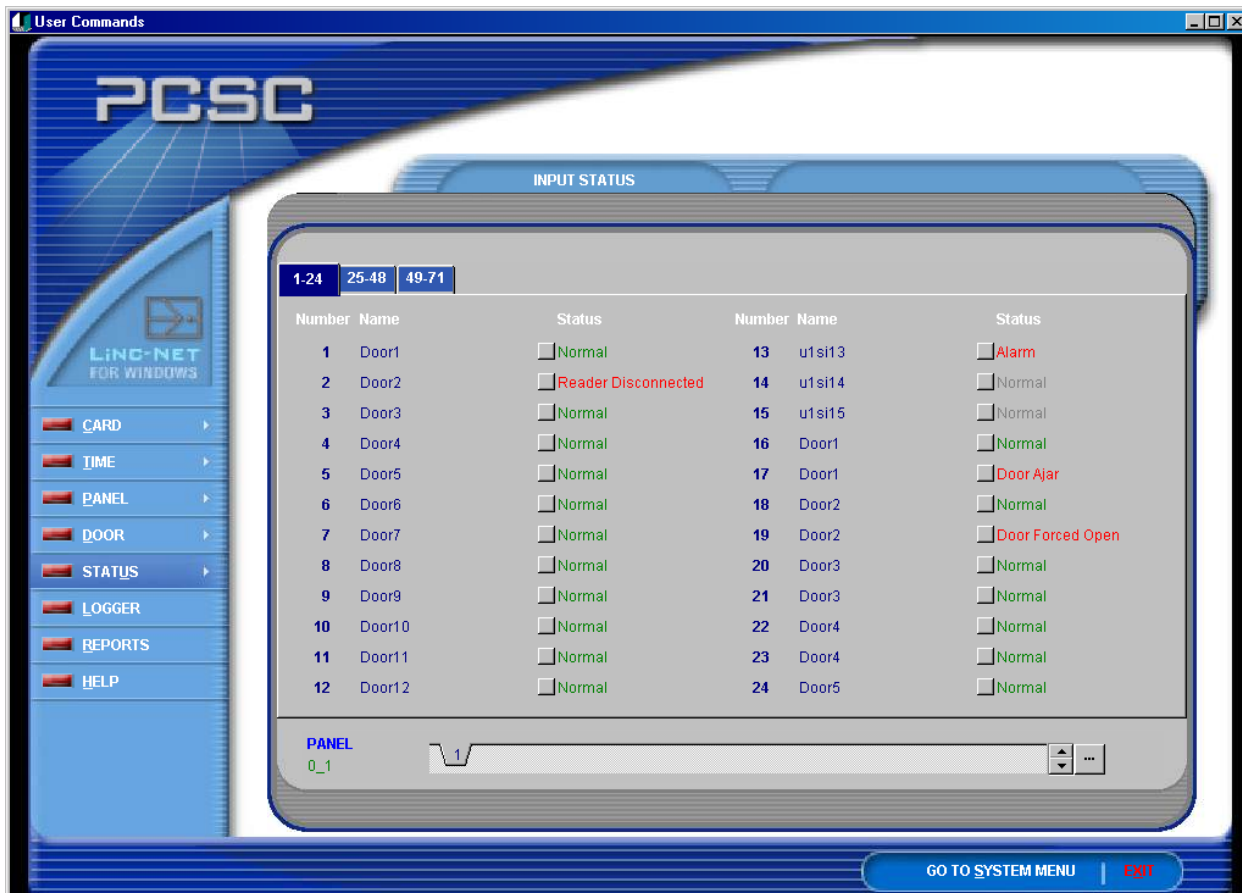 User Commands
PCSC
INPUT STATUS
1-24 25-48 49-71
Number Name Status Number Name Status
1 Door1 Normal 13 u1si13 Alarm
2 Door2 Reader Disconnected 14 u1si14 Normal
3 Door3 Normal 15 u1si15 Normal
4 Door4 Normal 16 Door1 Normal
5 Door5 Normal 17 Door1 Door Ajar
6 Door6 Normal 18 Door2 Normal
7 Door7 Normal 19 Door2 Door Forced Open
8 Door8 Normal 20 Door3 Normal
9 Door9 Normal 21 Door3 Normal
10 Door10 Normal 22 Door4 Normal
11 Door11 Normal 23 Door4 Normal
12 Door12 Normal 24 Door5 Normal
LiNC-NET
FOR WINDOWS
CARD
TIME
PANEL
DOOR
STATUS
LOGGER
REPORTS
HELP
PANEL
0_1
1
...
GO TO SYSTEM MENU | EXIT